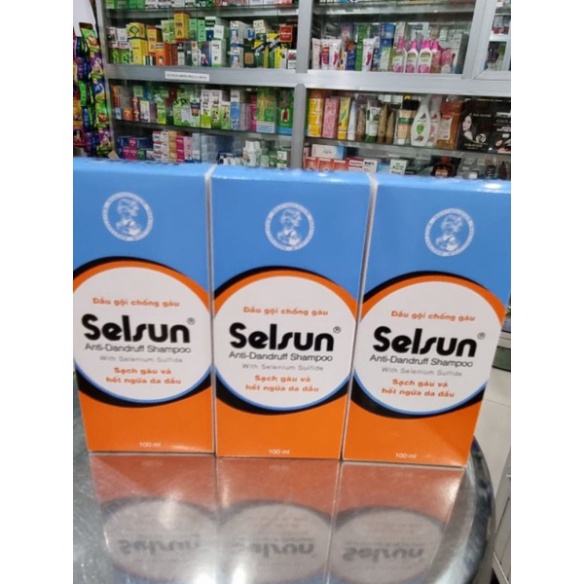 Dầu gội chống gàu
Selsun®
Anti-Dandruff Shampoo
With Selenium Sulfide
Sạch gàu và
hết ngứa da đầu
100 ml
Dầu gội chống gàu
Selsun®
Anti-Dandruff Shampoo
With Selenium Sulfide
Sạch gàu và
hết ngứa da đầu
100 ml
Dầu gội chống gàu
Selsun®
Anti-Dandruff Shampoo
With Selenium Sulfide
Sạch gàu và
hết ngứa da đầu
100 ml